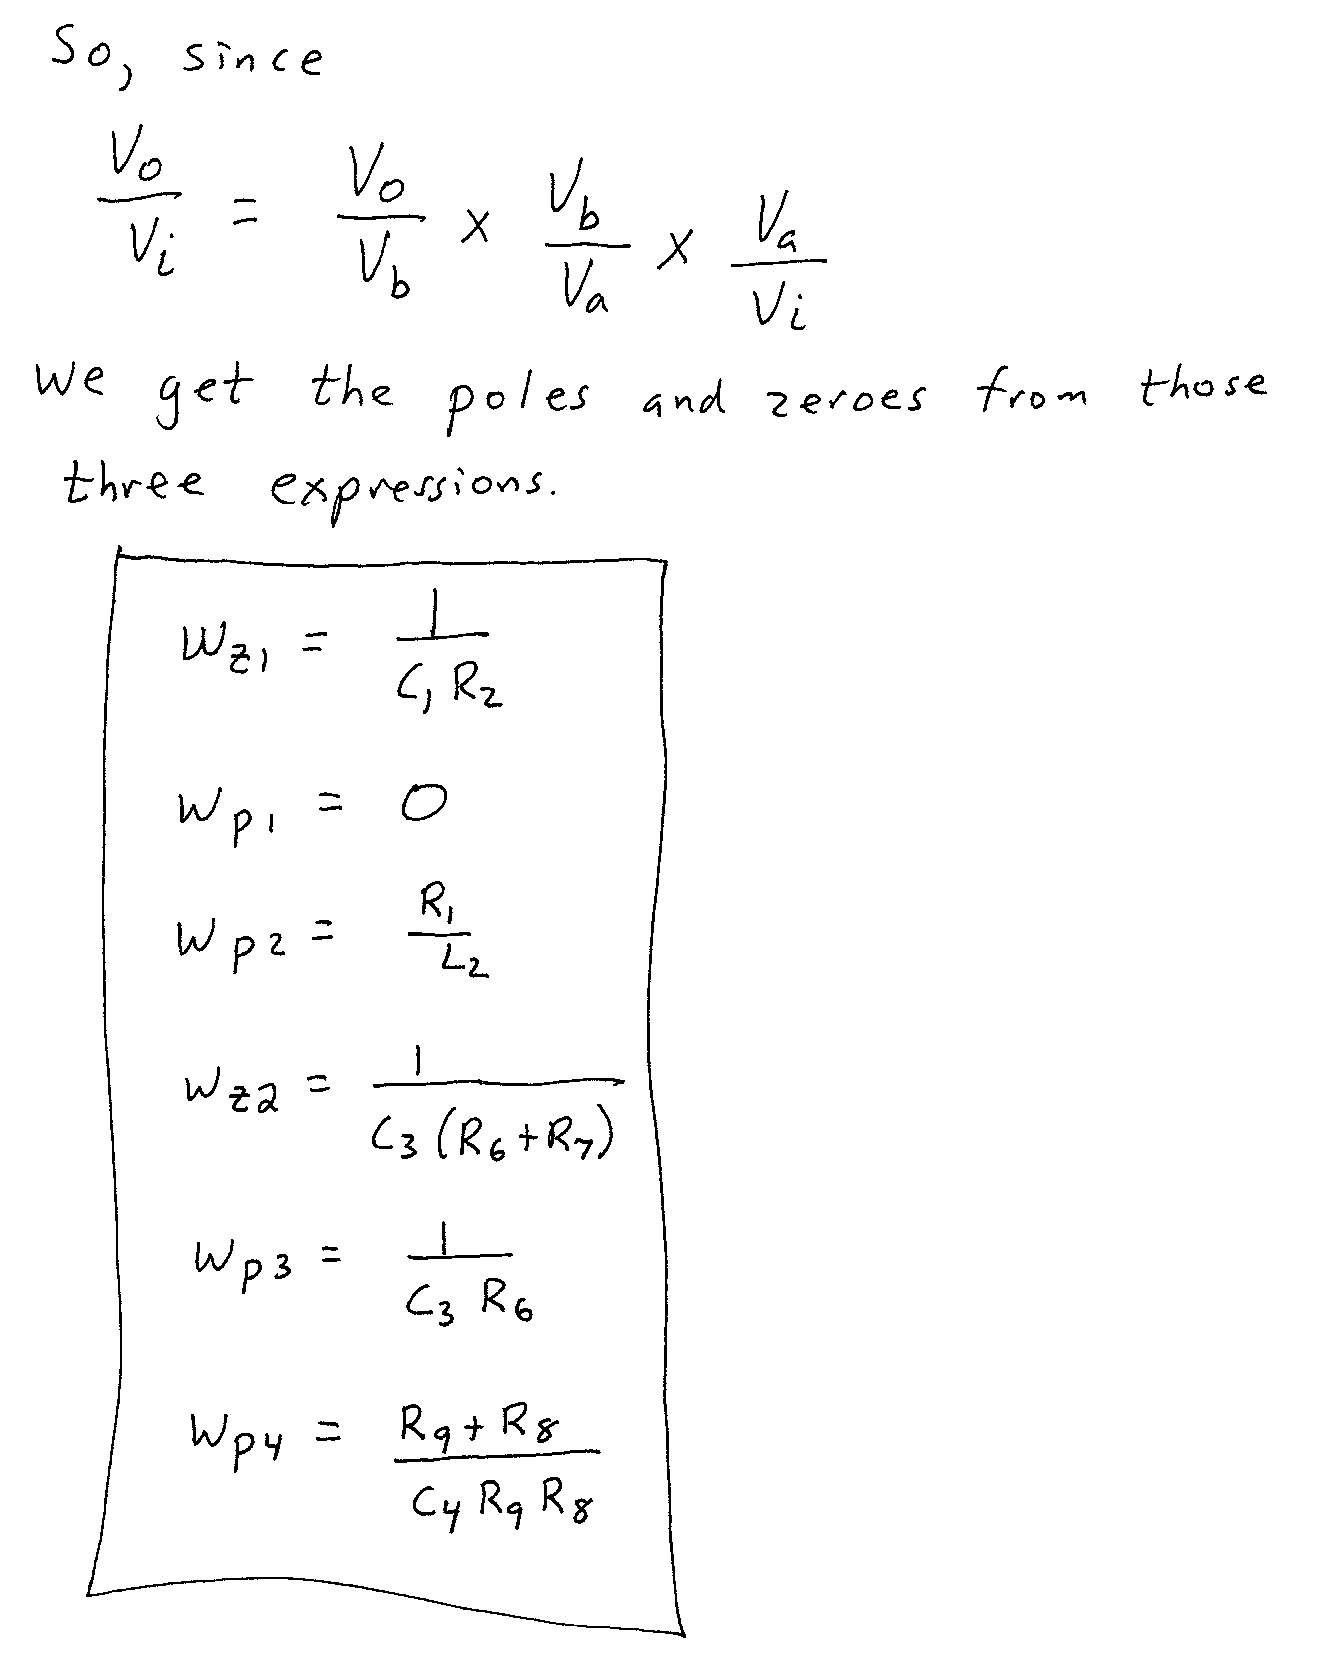 So, since
Vo/Vi = Vo/Vb × Vb/Va × Va/Vi
we get the poles and zeroes from those
three expressions.
Wz1 = 1/(C1 R2)
Wp1 = 0
Wp2 = R1/L2
Wz2 = 1/(C3 (R6+R7))
Wp3 = 1/(C3 R6)
Wp4 = (R9+R8)/(C4 R9 R8)